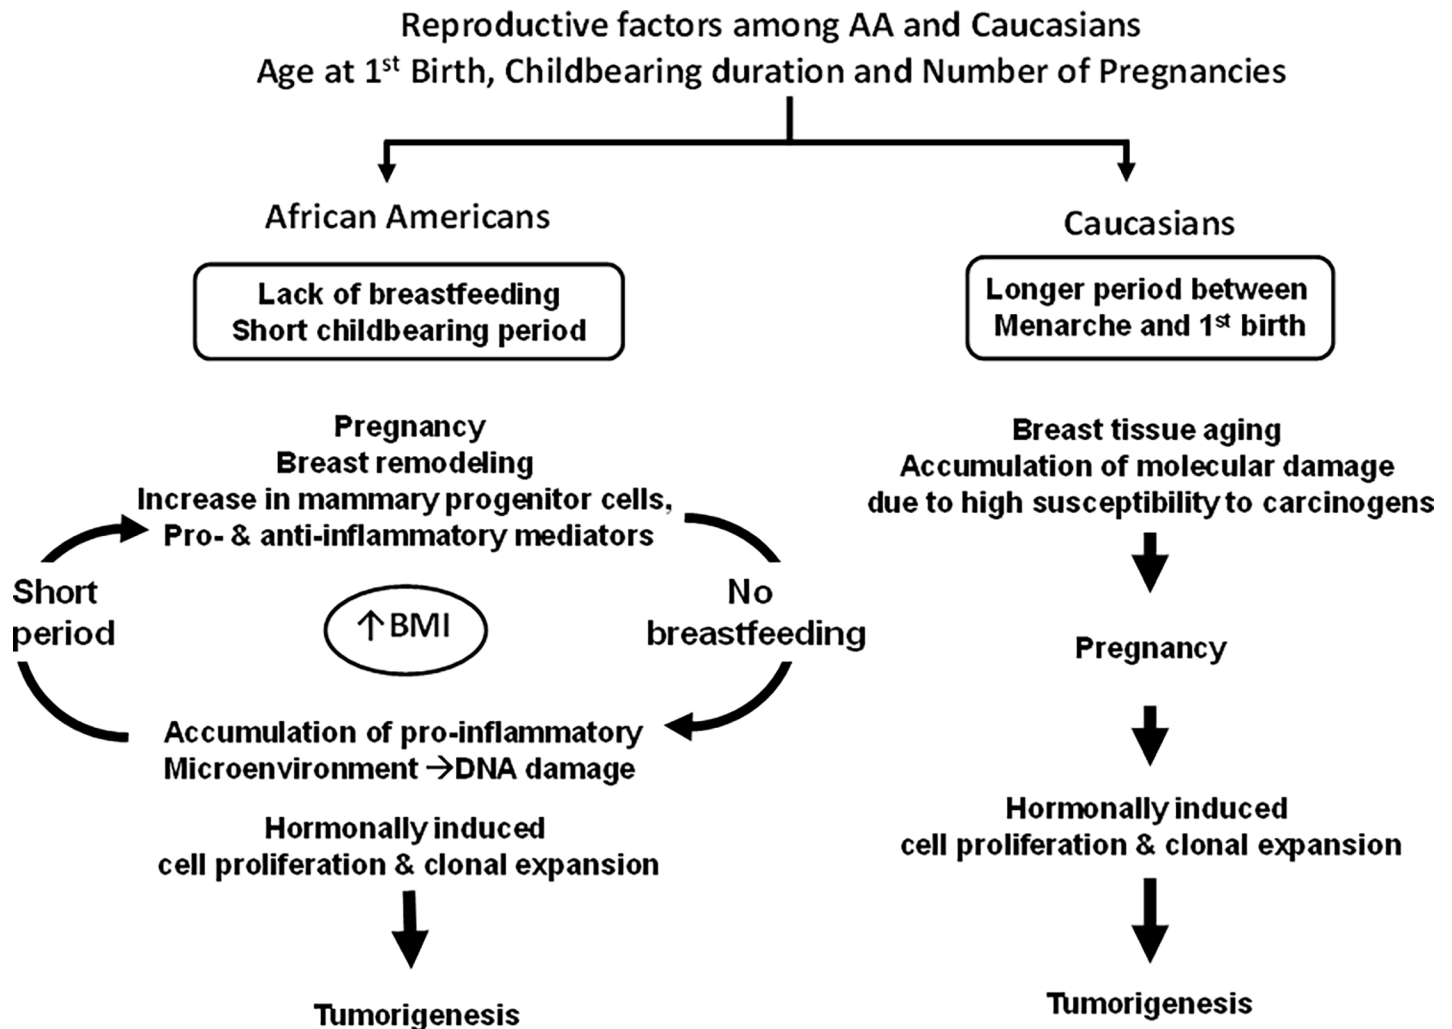 Reproductive factors among AA and Caucasians
Age at 1st Birth, Childbearing duration and Number of Pregnancies
African Americans
Lack of breastfeeding
Short childbearing period
Pregnancy
Breast remodeling
Increase in mammary progenitor cells,
Pro- & anti-inflammatory mediators
Short
period
↑BMI
No
breastfeeding
Accumulation of pro-inflammatory
Microenvironment →DNA damage
Hormonally induced
cell proliferation & clonal expansion
Tumorigenesis
Caucasians
Longer period between
Menarche and 1st birth
Breast tissue aging
Accumulation of molecular damage
due to high susceptibility to carcinogens
Pregnancy
Hormonally induced
cell proliferation & clonal expansion
Tumorigenesis